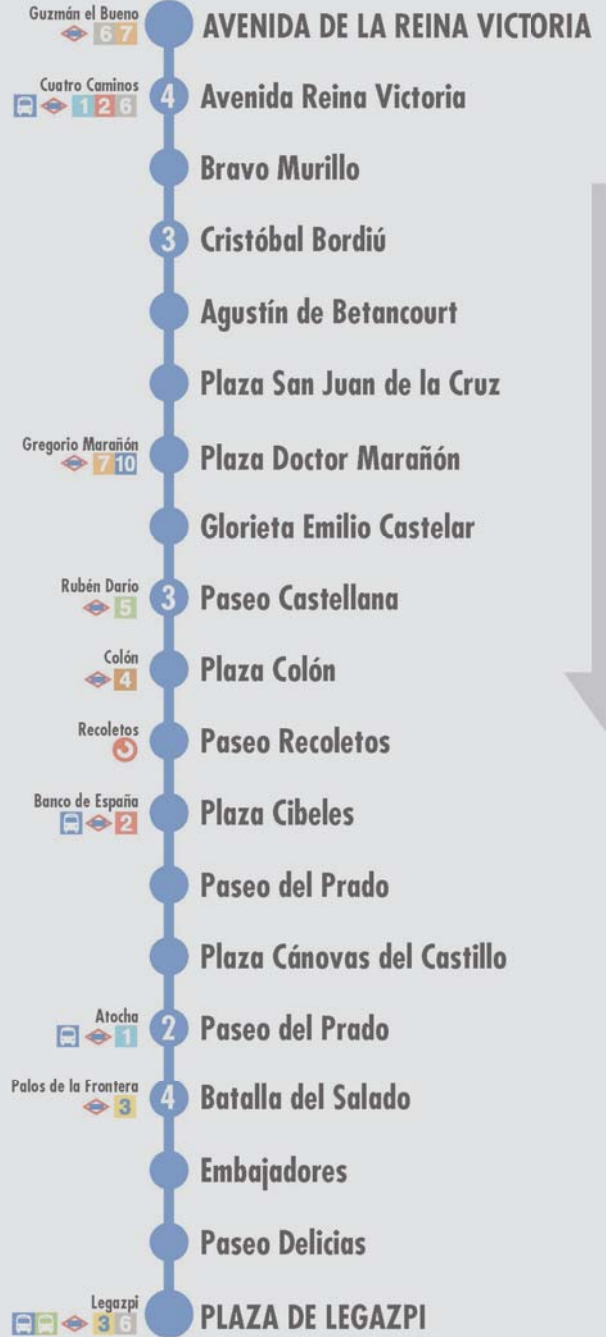 Guzmán el Bueno
6 7
AVENIDA DE LA REINA VICTORIA
Cuatro Caminos
1 2 6
4 Avenida Reina Victoria
Bravo Murillo
3 Cristóbal Bordiú
Agustín de Betancourt
Plaza San Juan de la Cruz
Gregorio Marañón
7 10
Plaza Doctor Marañón
Glorieta Emilio Castelar
Rubén Darío
5
3 Paseo Castellana
Colón
4
Plaza Colón
Recoletos
Paseo Recoletos
Banco de España
2
Plaza Cibeles
Paseo del Prado
Plaza Cánovas del Castillo
Atocha
1
2 Paseo del Prado
Palos de la Frontera
3
4 Batalla del Salado
Embajadores
Paseo Delicias
Legazpi
3 6
PLAZA DE LEGAZPI